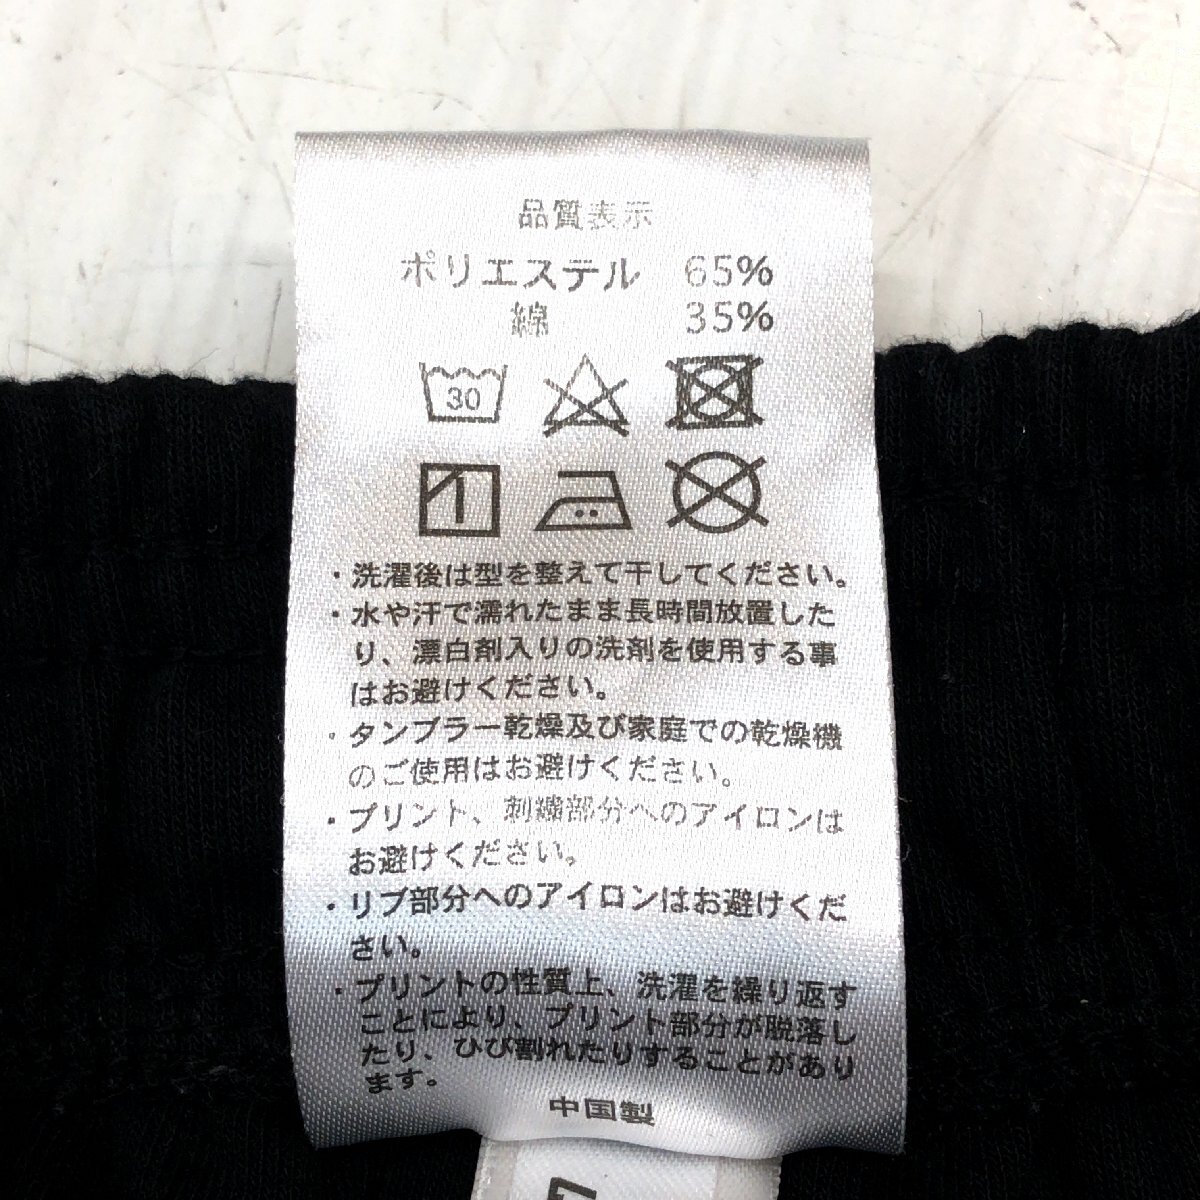 品質表示
ポリエステル 65%
綿 35%
30
・洗濯後は型を整えて干してください。
・水や汗で濡れたまま長時間放置した
り、漂白剤入りの洗剤を使用する事
はお避けください。
・タンブラー乾燥及び家庭での乾燥機
のご使用はお避けください。
・プリント、刺繍部分へのアイロンは
お避けください。
・リブ部分へのアイロンはお避けくだ
さい。
・プリントの性質上、洗濯を繰り返す
ことにより、プリント部分が脱落し
たり、ひび割れたりすることがあり
ます。
中国製